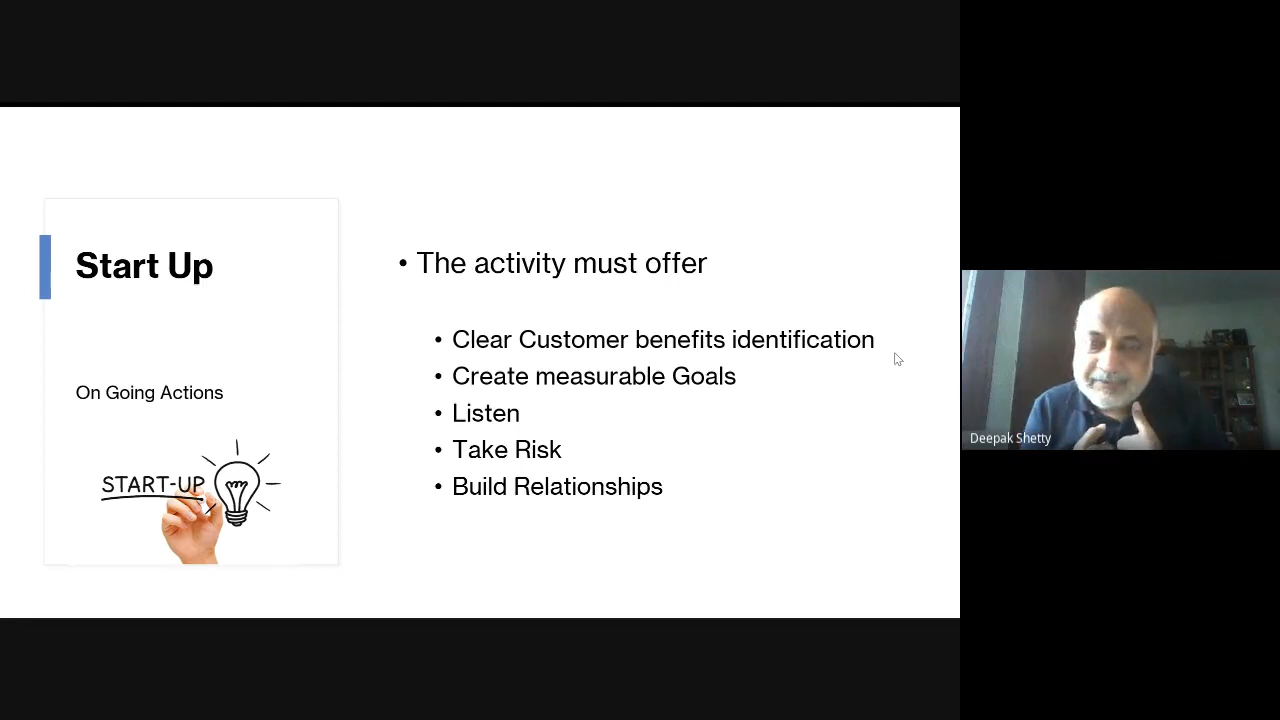 Start Up
On Going Actions
START-UP
• The activity must offer
• Clear Customer benefits identification
• Create measurable Goals
• Listen
• Take Risk
• Build Relationships
Deepak Shetty